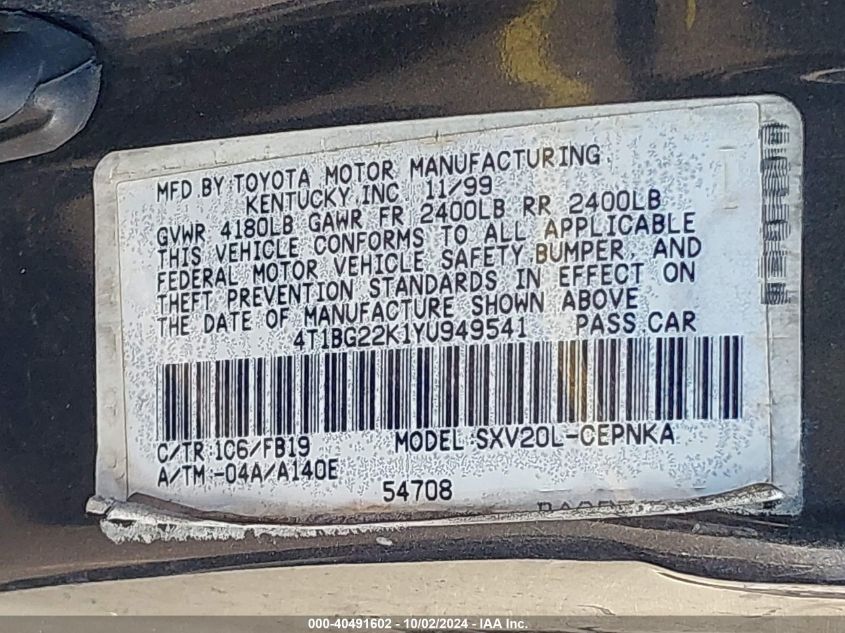 MFD BY TOYOTA MOTOR MANUFACTURING
KENTUCKY, INC 11/99
GVWR 4180LB GAWR FR 2400LB RR 2400LB
THIS VEHICLE CONFORMS TO ALL APPLICABLE
FEDERAL MOTOR VEHICLE SAFETY, BUMPER, AND
THEFT PREVENTION STANDARDS IN EFFECT ON
THE DATE OF MANUFACTURE SHOWN ABOVE
4T1BG22K1YU949541 PASS.CAR
C/TR:1C6/FB19 MODEL:SXV20L-CEPNKA
A/TM:-04A/A140E
54708
000-40491602 - 10/02/2024 - IAA Inc.